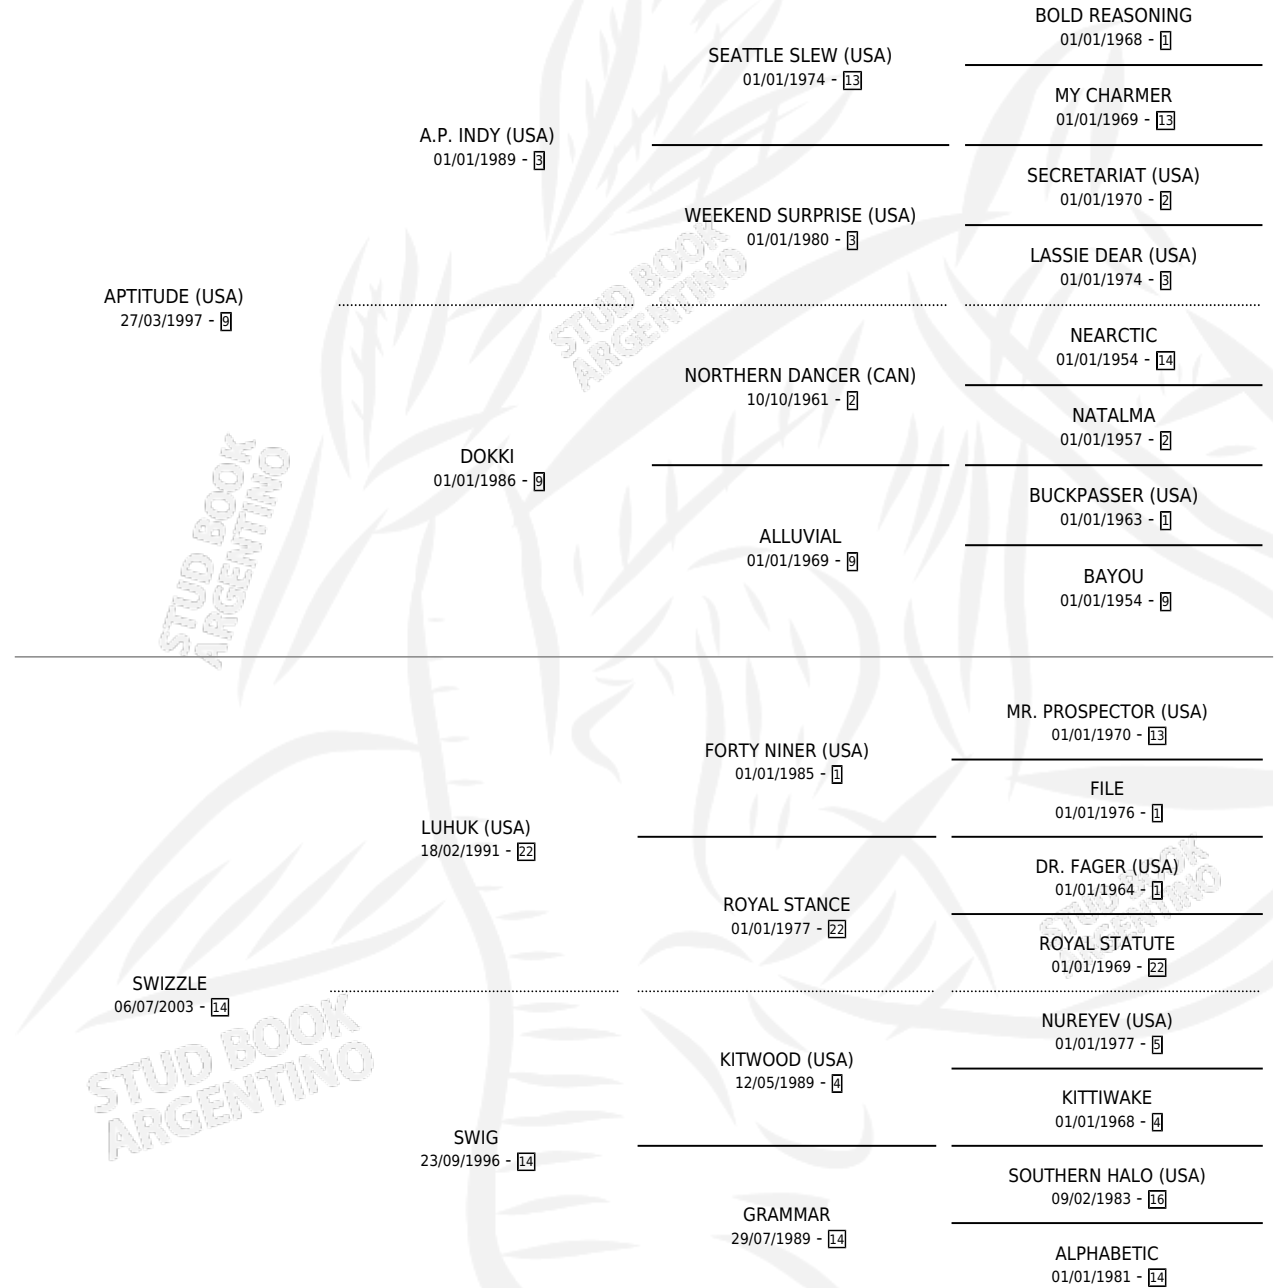 BOLD REASONING
01/01/1968 - 1
SEATTLE SLEW (USA)
01/01/1974 - 13
MY CHARMER
01/01/1969 - 13
A.P. INDY (USA)
01/01/1989 - 3
SECRETARIAT (USA)
01/01/1970 - 2
WEEKEND SURPRISE (USA)
01/01/1980 - 3
LASSIE DEAR (USA)
01/01/1974 - 3
APTITUDE (USA)
27/03/1997 - 9
NEARCTIC
01/01/1954 - 14
NORTHERN DANCER (CAN)
10/10/1961 - 2
NATALMA
01/01/1957 - 2
DOKKI
01/01/1986 - 9
BUCKPASSER (USA)
01/01/1963 - 1
ALLUVIAL
01/01/1969 - 9
BAYOU
01/01/1954 - 9
MR. PROSPECTOR (USA)
01/01/1970 - 13
FORTY NINER (USA)
01/01/1985 - 1
FILE
01/01/1976 - 1
LUHUK (USA)
18/02/1991 - 22
DR. FAGER (USA)
01/01/1964 - 1
ROYAL STANCE
01/01/1977 - 22
ROYAL STATUTE
01/01/1969 - 22
SWIZZLE
06/07/2003 - 14
NUREYEV (USA)
01/01/1977 - 5
KITWOOD (USA)
12/05/1989 - 4
KITTIWAKE
01/01/1968 - 4
SWIG
23/09/1996 - 14
SOUTHERN HALO (USA)
09/02/1983 - 16
GRAMMAR
29/07/1989 - 14
ALPHABETIC
01/01/1981 - 14
STUD BOOK
ARGENTINO
STUD BOOK
ARGENTINO
STUD BOOK
ARGENTINO
STUD BOOK
ARGENTINO